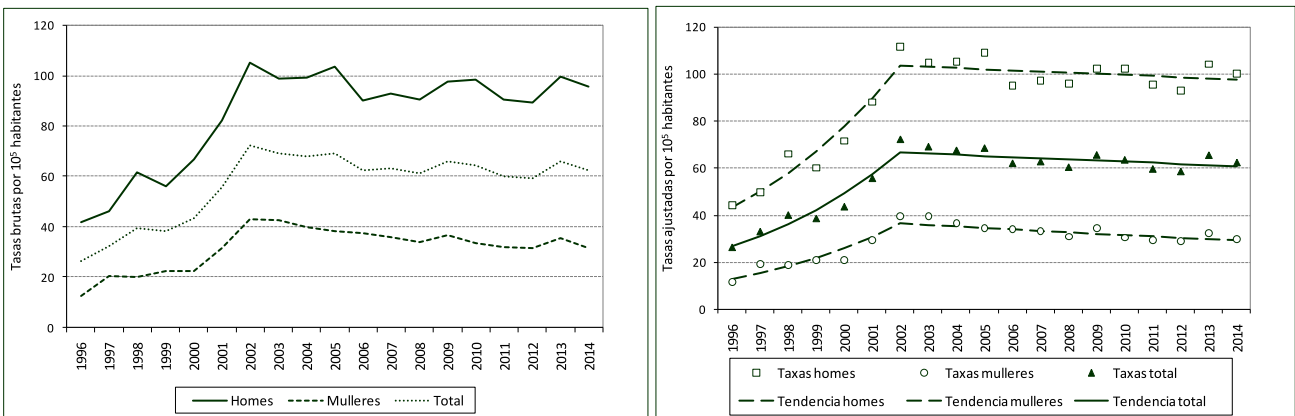 Tasas brutas por 10⁵ habitantes
120
100
80
60
40
20
0
1996 1997 1998 1999 2000 2001 2002 2003 2004 2005 2006 2007 2008 2009 2010 2011 2012 2013 2014
Homes Mulleres Total
Tasas ajustadas por 10⁵ habitantes
120
100
80
60
40
20
0
1996 1997 1998 1999 2000 2001 2002 2003 2004 2005 2006 2007 2008 2009 2010 2011 2012 2013 2014
Taxas homes Taxas mulleres Taxas total
Tendencia homes Tendencia mulleres Tendencia total